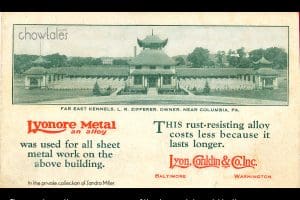 chowtales
FAR EAST KENNELS, L. R. ZIFFERER, OWNER, NEAR COLUMBIA, PA.
Lyonore Metal
an alloy
was used for all sheet
metal work on the
above building.
THIS rust-resisting alloy
costs less because it
lasts longer.
Lyon, Conklin & Co. Inc.
BALTIMORE WASHINGTON
In the private collection of Sandra Miller